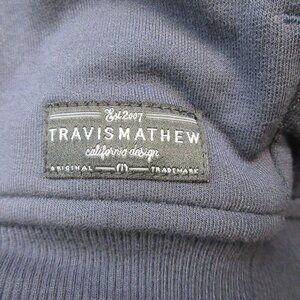 Est 2007
TRAVISMATHEW
california design
ORIGINAL m TRADEMARK